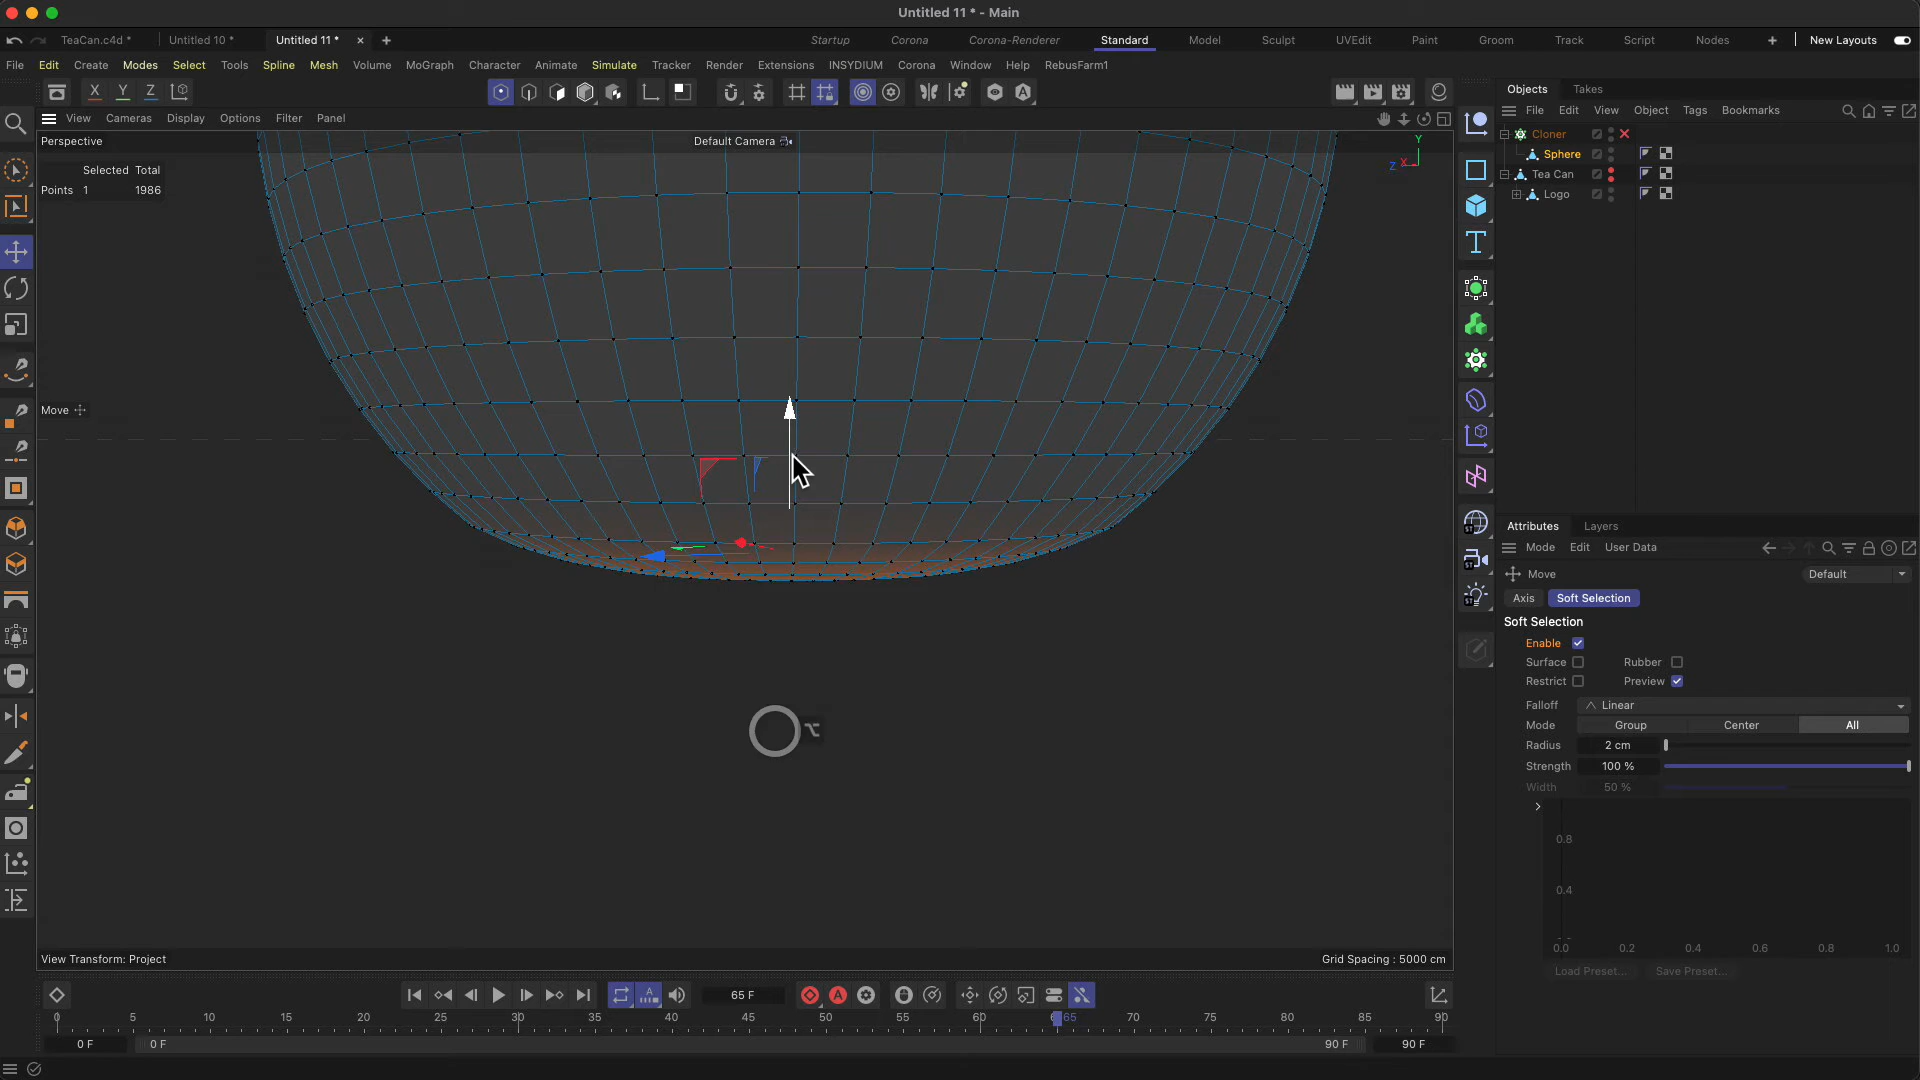 Untitled 11 * - Main
TeaCan.c4d *
Untitled 10 *
Untitled 11 *
Startup
Corona
Corona-Renderer
Standard
Model
Sculpt
UVEdit
Paint
Groom
Track
Script
Nodes
New Layouts
File Edit Create Modes Select Tools Spline Mesh Volume MoGraph Character Animate Simulate Tracker Render Extensions INSYDIUM Corona Window Help RebusFarm1
X Y Z
Objects Takes
View Cameras Display Options Filter Panel
File Edit View Object Tags Bookmarks
Perspective
Default Camera
Y
X
Z
Cloner
Sphere
Tea Can
Logo
Selected Total
Points 1 1986
Move
Attributes Layers
Mode Edit User Data
Move
Default
Axis
Soft Selection
Soft Selection
Enable
Surface
Rubber
Restrict
Preview
Falloff Linear
Mode Group Center All
Radius 2 cm
Strength 100 %
Width 50 %
0.8
0.4
0.0 0.2 0.4 0.6 0.8 1.0
Load Preset... Save Preset...
⌥
View Transform: Project
Grid Spacing : 5000 cm
65 F
0 5 10 15 20 25 30 35 40 45 50 55 60 65 70 75 80 85 90
0 F
0 F
90 F
90 F